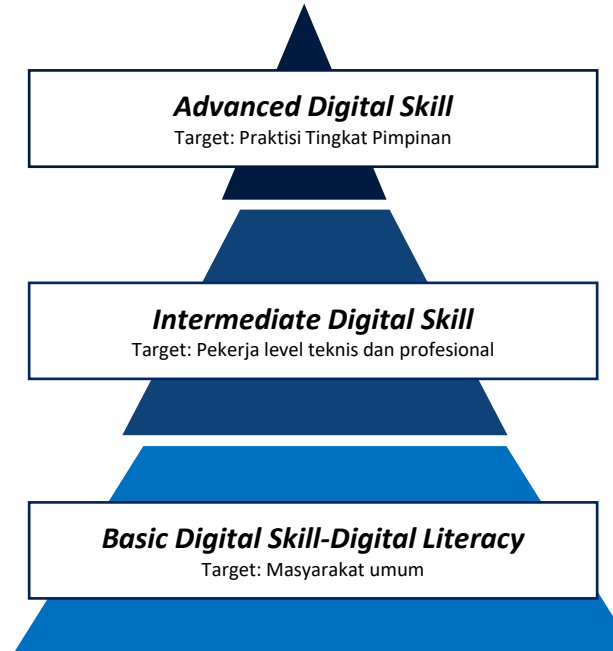 Advanced Digital Skill
Target: Praktisi Tingkat Pimpinan
Intermediate Digital Skill
Target: Pekerja level teknis dan profesional
Basic Digital Skill-Digital Literacy
Target: Masyarakat umum